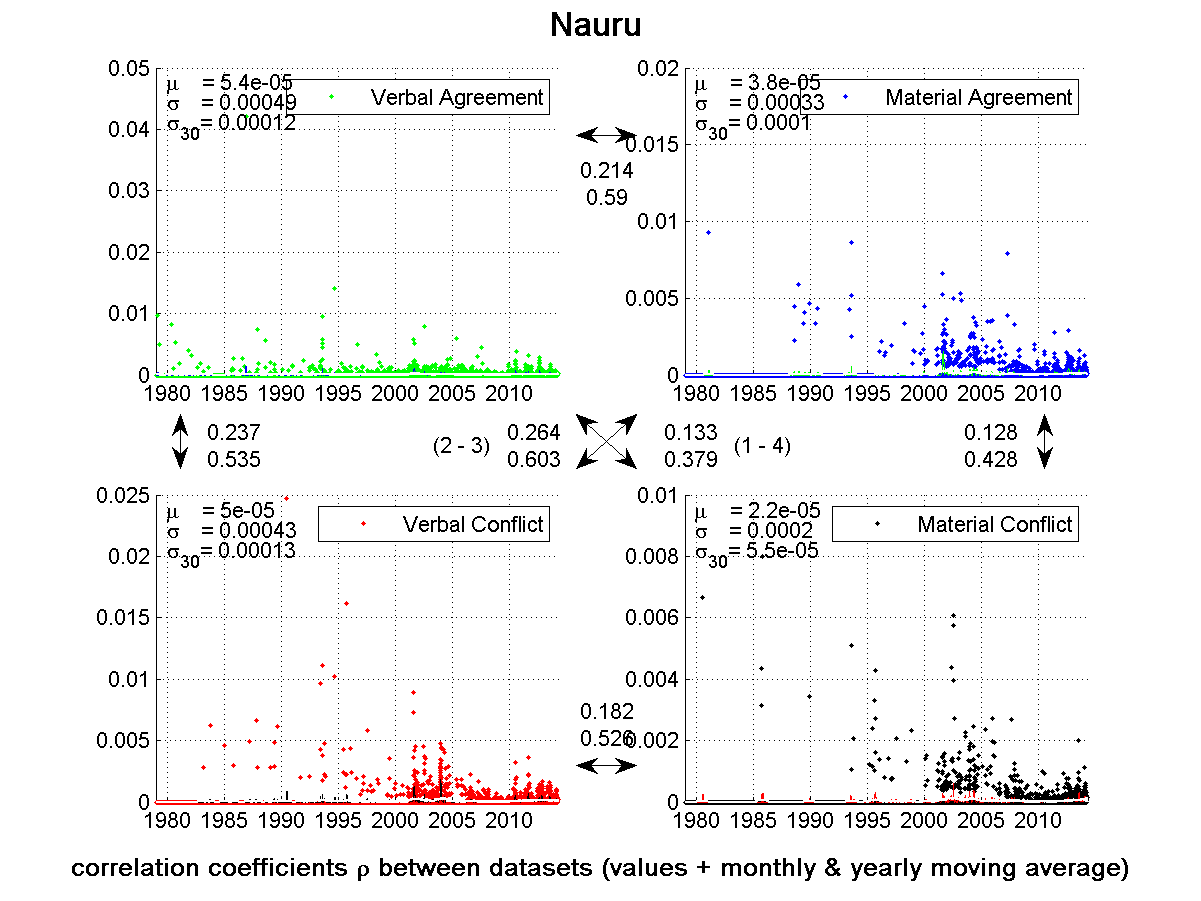 Nauru
0.05
0.04
0.03
0.02
0.01
0
μ = 5.4e-05
σ = 0.00049
σ30= 0.00012
Verbal Agreement
1980 1985 1990 1995 2000 2005 2010
0.214
0.59
0.02
0.015
0.01
0.005
0
μ = 3.8e-05
σ = 0.00033
σ30= 0.0001
Material Agreement
1980 1985 1990 1995 2000 2005 2010
0.237
0.535
(2 - 3)
0.264
0.603
0.133
0.379
(1 - 4)
0.128
0.428
0.025
0.02
0.015
0.01
0.005
0
μ = 5e-05
σ = 0.00043
σ30= 0.00013
Verbal Conflict
1980 1985 1990 1995 2000 2005 2010
0.182
0.526
0.01
0.008
0.006
0.004
0.002
0
μ = 2.2e-05
σ = 0.0002
σ30= 5.5e-05
Material Conflict
1980 1985 1990 1995 2000 2005 2010
correlation coefficients ρ between datasets (values + monthly & yearly moving average)